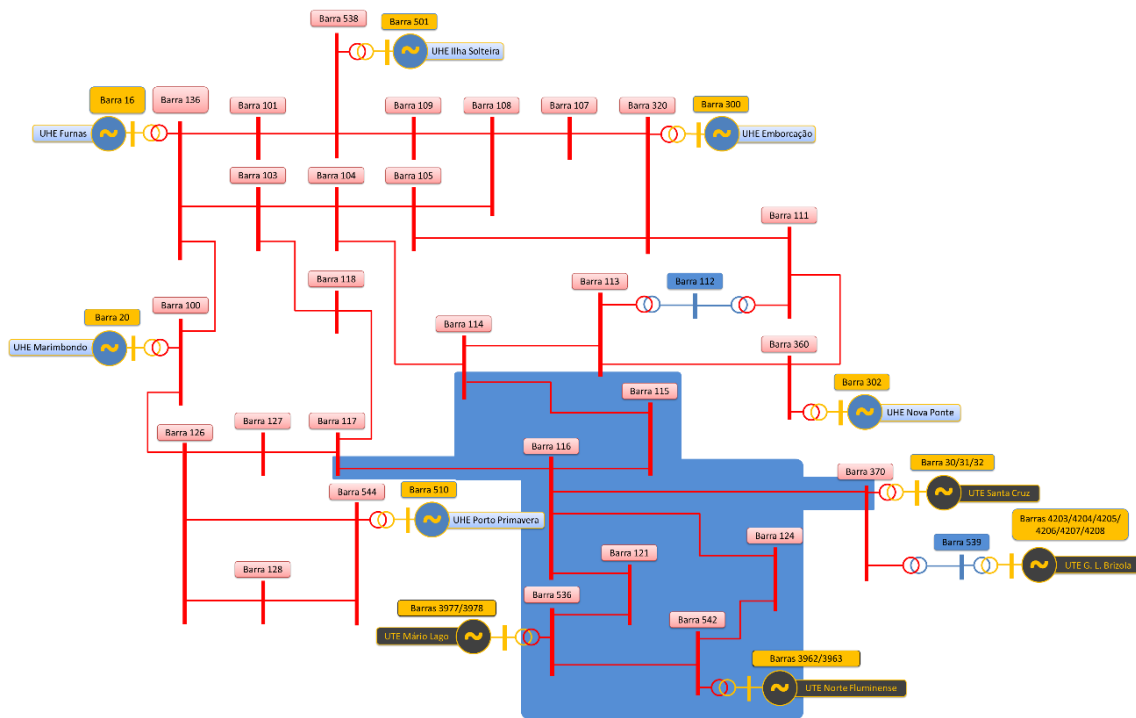 Barra 538
Barra 501
UHE Ilha Solteira
Barra 16
Barra 136
Barra 101
Barra 109
Barra 108
Barra 107
Barra 320
Barra 300
UHE Furnas
UHE Emborcação
Barra 103
Barra 104
Barra 105
Barra 111
Barra 118
Barra 113
Barra 112
Barra 100
Barra 20
Barra 114
UHE Marimbondo
Barra 360
Barra 302
Barra 115
UHE Nova Ponte
Barra 126
Barra 127
Barra 117
Barra 116
Barra 370
Barra 30/31/32
Barra 544
Barra 510
UTE Santa Cruz
UHE Porto Primavera
Barras 4203/4204/4205/
4206/4207/4208
Barra 124
Barra 539
Barra 121
UTE G. L. Brizola
Barra 128
Barra 536
Barras 3977/3978
Barra 542
UTE Mário Lago
Barras 3962/3963
UTE Norte Fluminense